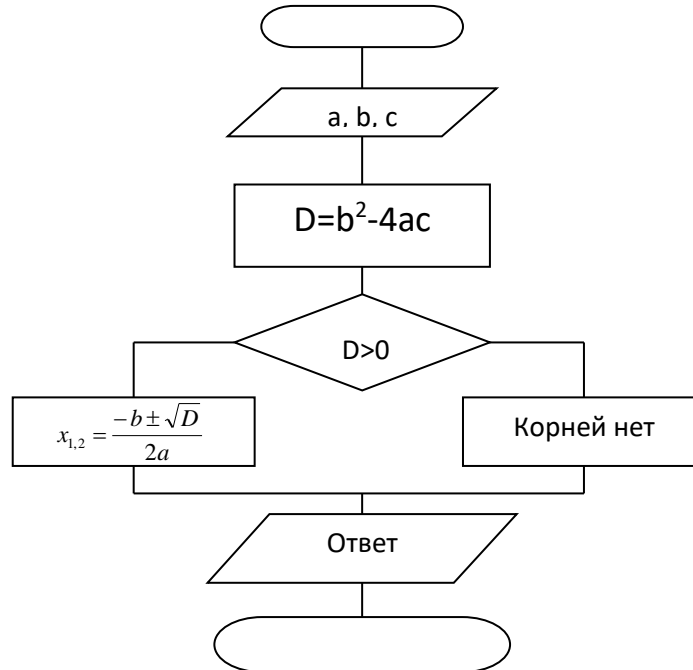 a, b, c
D=b²-4ac
D>0
x₁,₂ = (-b ± √D) / 2a
Корней нет
Ответ